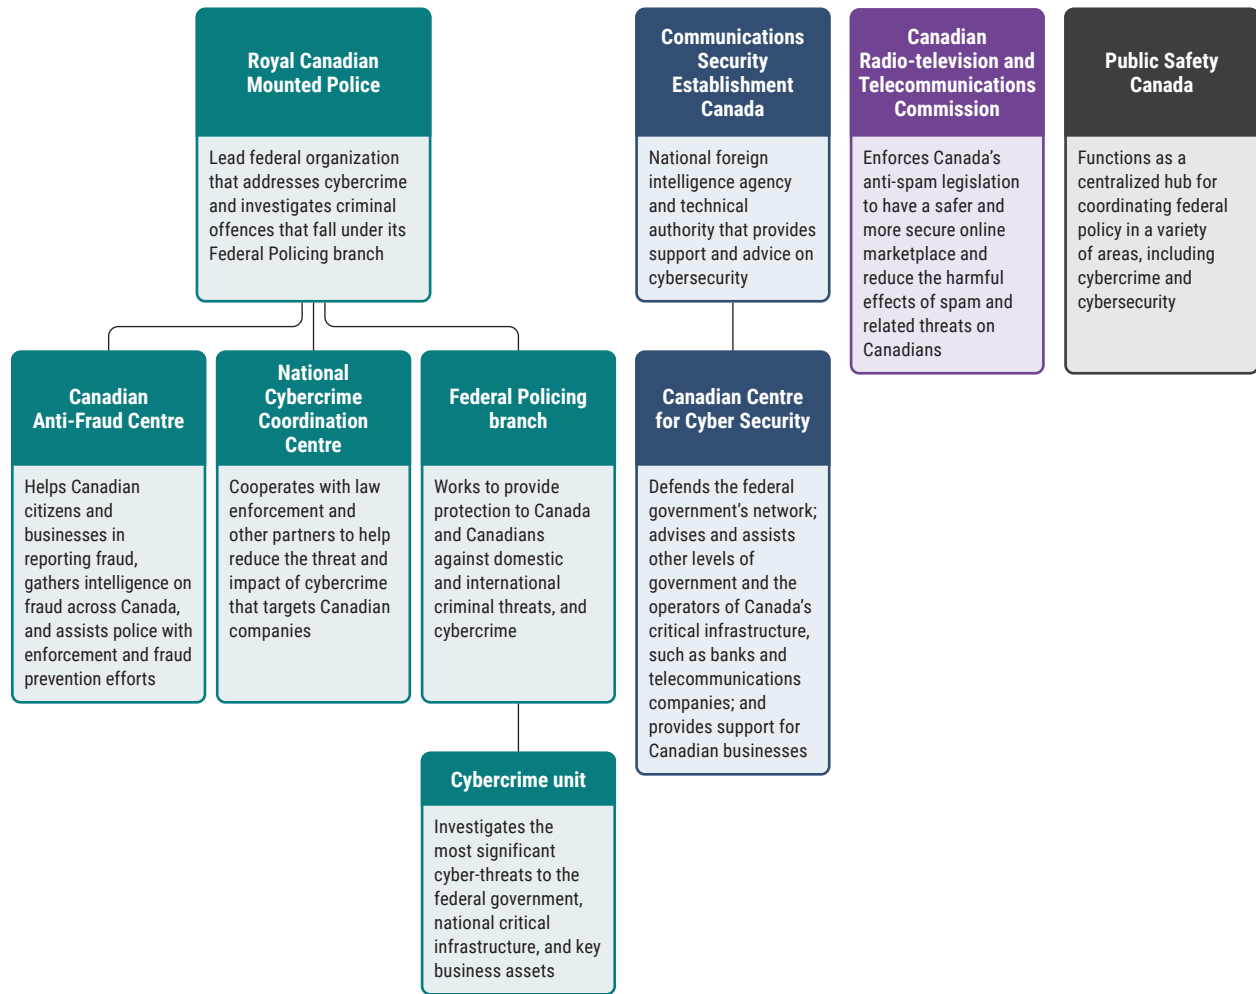 Royal Canadian
Mounted Police
Lead federal organization
that addresses cybercrime
and investigates criminal
offences that fall under its
Federal Policing branch
Communications
Security
Establishment
Canada
National foreign
intelligence agency
and technical
authority that provides
support and advice on
cybersecurity
Canadian
Radio-television and
Telecommunications
Commission
Enforces Canada’s
anti-spam legislation
to have a safer and
more secure online
marketplace and
reduce the harmful
effects of spam and
related threats on
Canadians
Public Safety
Canada
Functions as a
centralized hub for
coordinating federal
policy in a variety
of areas, including
cybercrime and
cybersecurity
Canadian
Anti-Fraud Centre
Helps Canadian
citizens and
businesses in
reporting fraud,
gathers intelligence on
fraud across Canada,
and assists police with
enforcement and fraud
prevention efforts
National
Cybercrime
Coordination
Centre
Cooperates with law
enforcement and
other partners to help
reduce the threat and
impact of cybercrime
that targets Canadian
companies
Federal Policing
branch
Works to provide
protection to Canada
and Canadians
against domestic
and international
criminal threats, and
cybercrime
Canadian Centre
for Cyber Security
Defends the federal
government’s network;
advises and assists
other levels of
government and the
operators of Canada’s
critical infrastructure,
such as banks and
telecommunications
companies; and
provides support for
Canadian businesses
Cybercrime unit
Investigates the
most significant
cyber-threats to the
federal government,
national critical
infrastructure, and key
business assets